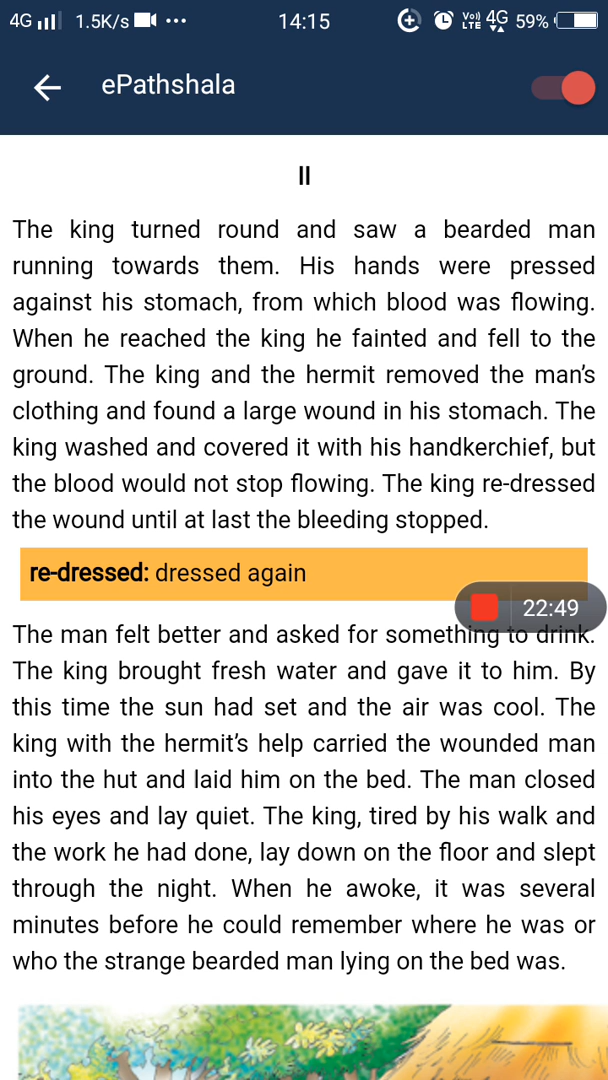 4G 1.5K/s ... 14:15 Vo)) LTE 4G 59%
ePathshala
II
The king turned round and saw a bearded man
running towards them. His hands were pressed
against his stomach, from which blood was flowing.
When he reached the king he fainted and fell to the
ground. The king and the hermit removed the man's
clothing and found a large wound in his stomach. The
king washed and covered it with his handkerchief, but
the blood would not stop flowing. The king re-dressed
the wound until at last the bleeding stopped.
re-dressed: dressed again
22:49
The man felt better and asked for something to drink.
The king brought fresh water and gave it to him. By
this time the sun had set and the air was cool. The
king with the hermit's help carried the wounded man
into the hut and laid him on the bed. The man closed
his eyes and lay quiet. The king, tired by his walk and
the work he had done, lay down on the floor and slept
through the night. When he awoke, it was several
minutes before he could remember where he was or
who the strange bearded man lying on the bed was.